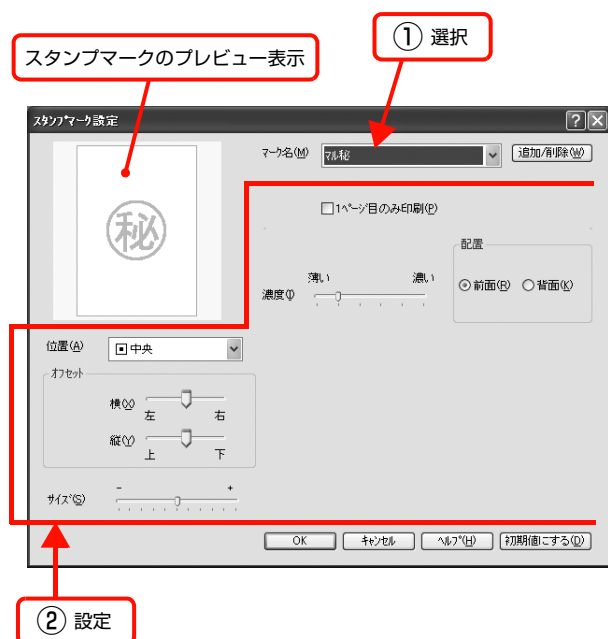 ① 選択
スタンプマークのプレビュー表示
スタンプマーク設定
マーク名(M) マル秘 追加/削除(W)
秘
1ページ目のみ印刷(P)
配置
薄い 濃い
濃度(I) 前面(R) 背面(K)
位置(A) 中央
オフセット
横(X)
左 右
縦(Y)
上 下
- +
サイズ(S)
OK キャンセル ヘルプ(H) 初期値にする(D)
② 設定